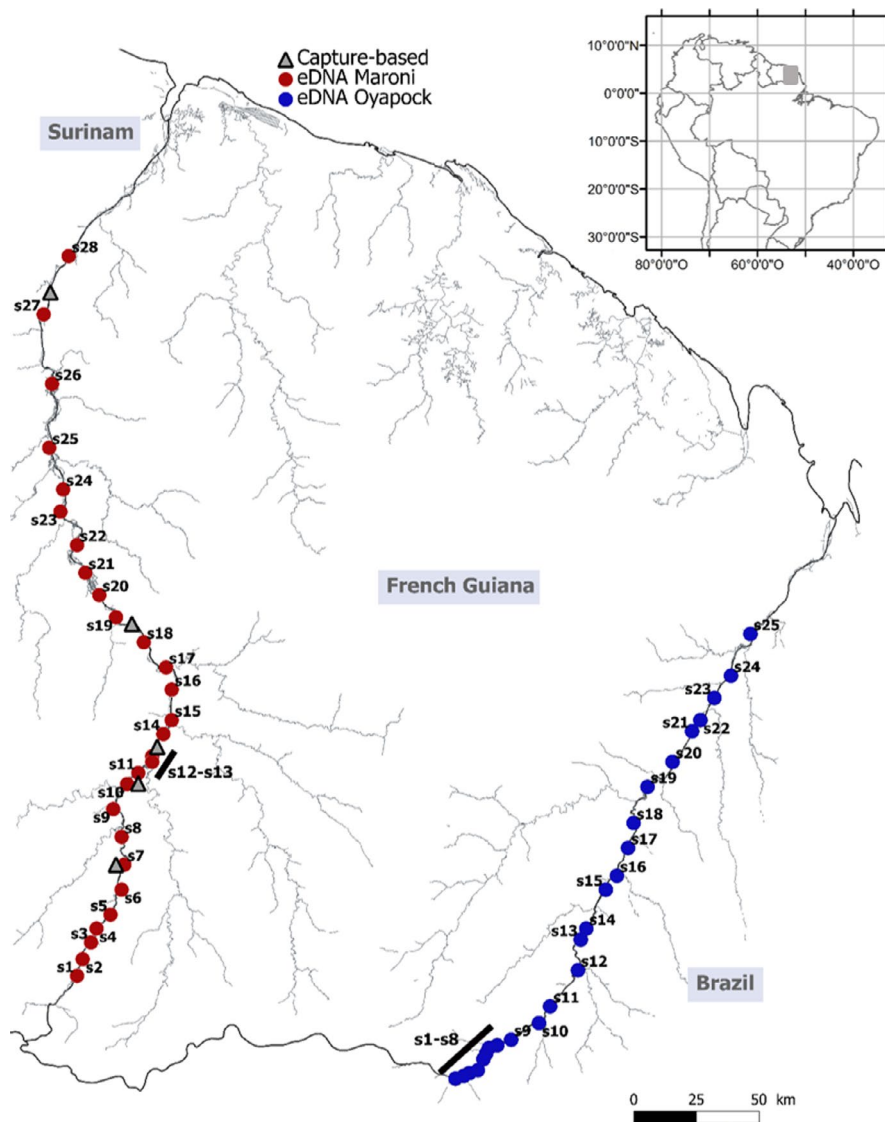 Capture-based
eDNA Maroni
eDNA Oyapock
10°0'0"N
0°0'0"
10°0'0"S
20°0'0"S
30°0'0"S
80°0'0"O
60°0'0"O
40°0'0"O
Surinam
s28
s27
s26
s25
s24
s23
s22
s21
s20
s19
s18
s17
s16
s15
s14
s12-s13
s11
s10
s9
s8
s7
s6
s5
s4
s3
s2
s1
French Guiana
s25
s24
s23
s22
s21
s20
s19
s18
s17
s16
s15
s14
s13
s12
s11
s10
s9
s1-s8
Brazil
0 25 50 km